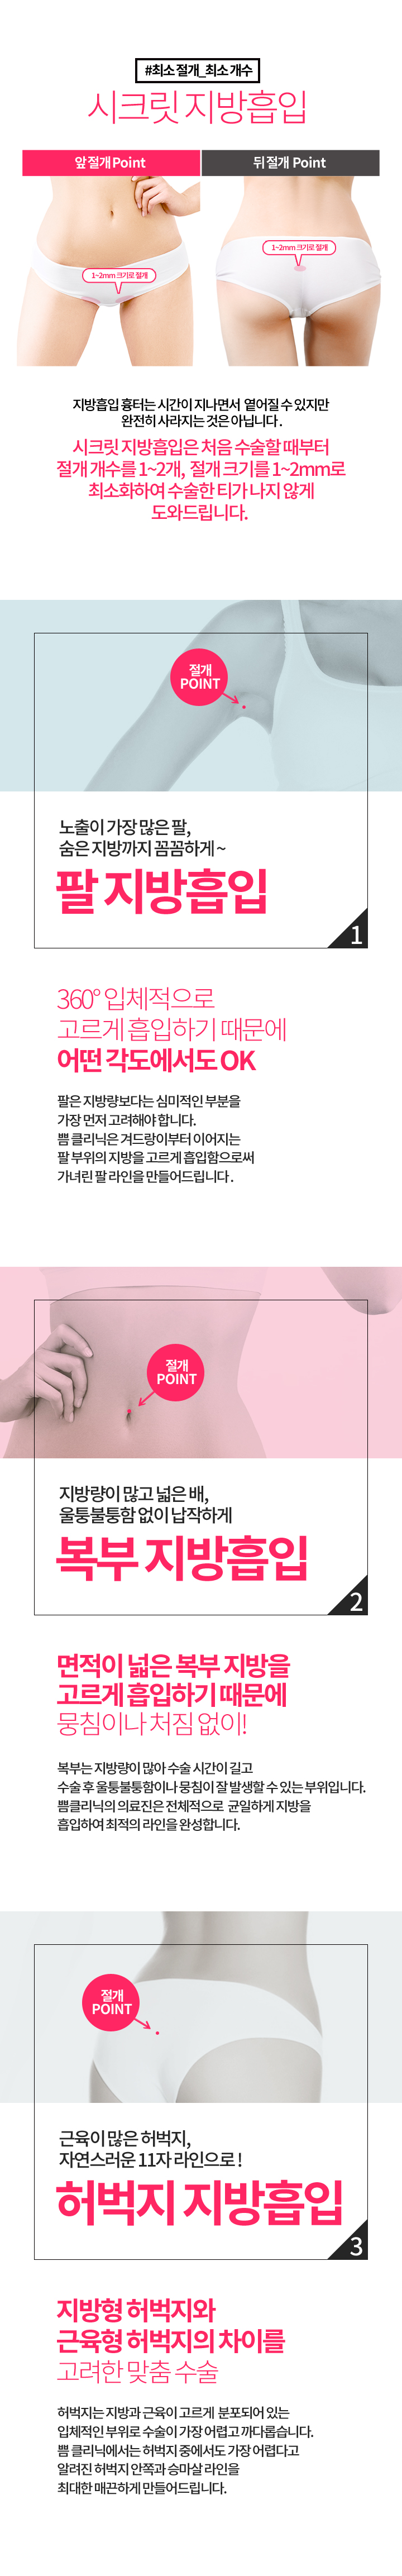 #최소 절개_최소 개수
시크릿 지방흡입
앞 절개 Point
뒤 절개 Point
1~2mm 크기로 절개
1~2mm 크기로 절개
지방흡입 흉터는 시간이 지나면서 옅어질 수 있지만
완전히 사라지는 것은 아닙니다.
시크릿 지방흡입은 처음 수술할 때부터
절개 개수를 1~2개, 절개 크기를 1~2mm로
최소화하여 수술한 티가 나지 않게
도와드립니다.
절개
POINT
노출이 가장 많은 팔,
숨은 지방까지 꼼꼼하게~
팔 지방흡입
1
360° 입체적으로
고르게 흡입하기 때문에
어떤 각도에서도 OK
팔은 지방량보다는 심미적인 부분을
가장 먼저 고려해야 합니다.
쁨 클리닉은 겨드랑이부터 이어지는
팔 부위의 지방을 고르게 흡입함으로써
가녀린 팔 라인을 만들어드립니다.
절개
POINT
지방량이 많고 넓은 배,
울퉁불퉁함 없이 납작하게
복부 지방흡입
2
면적이 넓은 복부 지방을
고르게 흡입하기 때문에
뭉침이나 처짐 없이!
복부는 지방량이 많아 수술 시간이 길고
수술 후 울퉁불퉁함이나 뭉침이 잘 발생할 수 있는 부위입니다.
쁨클리닉의 의료진은 전체적으로 균일하게 지방을
흡입하여 최적의 라인을 완성합니다.
절개
POINT
근육이 많은 허벅지,
자연스러운 11자 라인으로!
허벅지 지방흡입
3
지방형 허벅지와
근육형 허벅지의 차이를
고려한 맞춤 수술
허벅지는 지방과 근육이 고르게 분포되어 있는
입체적인 부위로 수술이 가장 어렵고 까다롭습니다.
쁨 클리닉에서는 허벅지 중에서도 가장 어렵다고
알려진 허벅지 안쪽과 승마살 라인을
최대한 매끈하게 만들어드립니다.